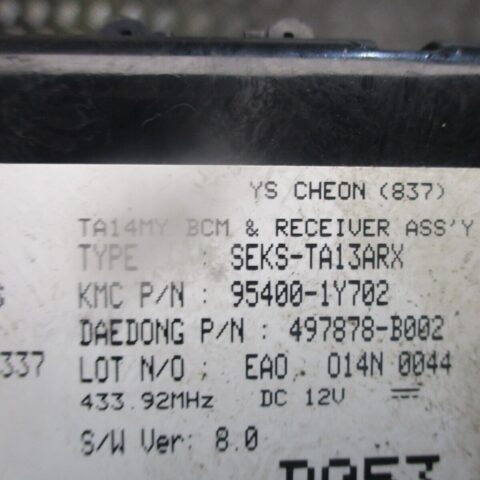 YS CHEON (837)
TA14MY BCM & RECEIVER ASS'Y
TYPE : SEKS-TA13ARX
KMC P/N : 95400-1Y702
DAEDONG P/N : 497878-B002
337 LOT N/O : EAO 014N 0044
433.92MHz DC 12V
S/W Ver: 8.0